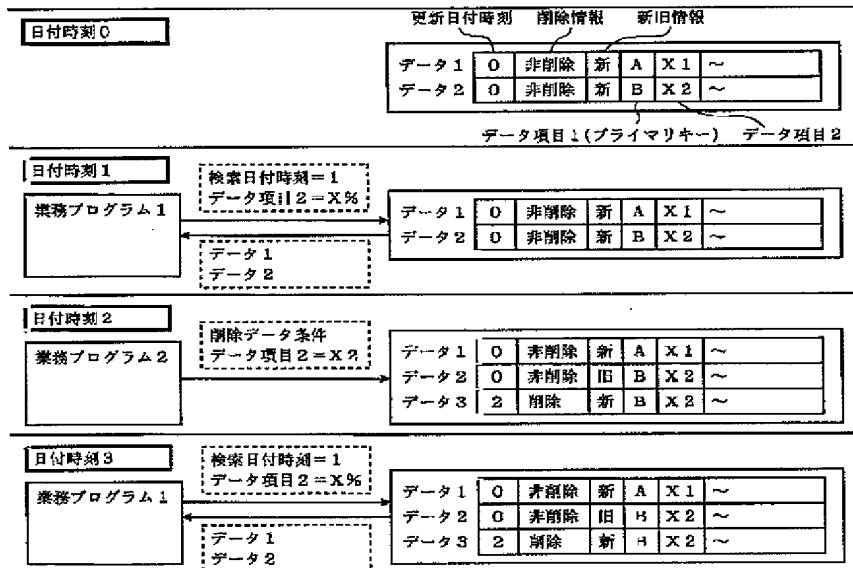 日付時刻0
更新日付時刻 削除情報 新旧情報
データ1 0 非削除 新 A X1 ～
データ2 0 非削除 新 B X2 ～
データ項目1(プライマリキー) データ項目2
日付時刻1
業務プログラム1
検索日付時刻=1
データ項目2=X%
データ1
データ2
データ1 0 非削除 新 A X1 ～
データ2 0 非削除 新 B X2 ～
日付時刻2
業務プログラム2
削除データ条件
データ項目2=X2
データ1 0 非削除 新 A X1 ～
データ2 0 非削除 旧 B X2 ～
データ3 2 削除 新 B X2 ～
日付時刻3
業務プログラム1
検索日付時刻=1
データ項目2=X%
データ1
データ2
データ1 0 非削除 新 A X1 ～
データ2 0 非削除 旧 B X2 ～
データ3 2 削除 新 B X2 ～